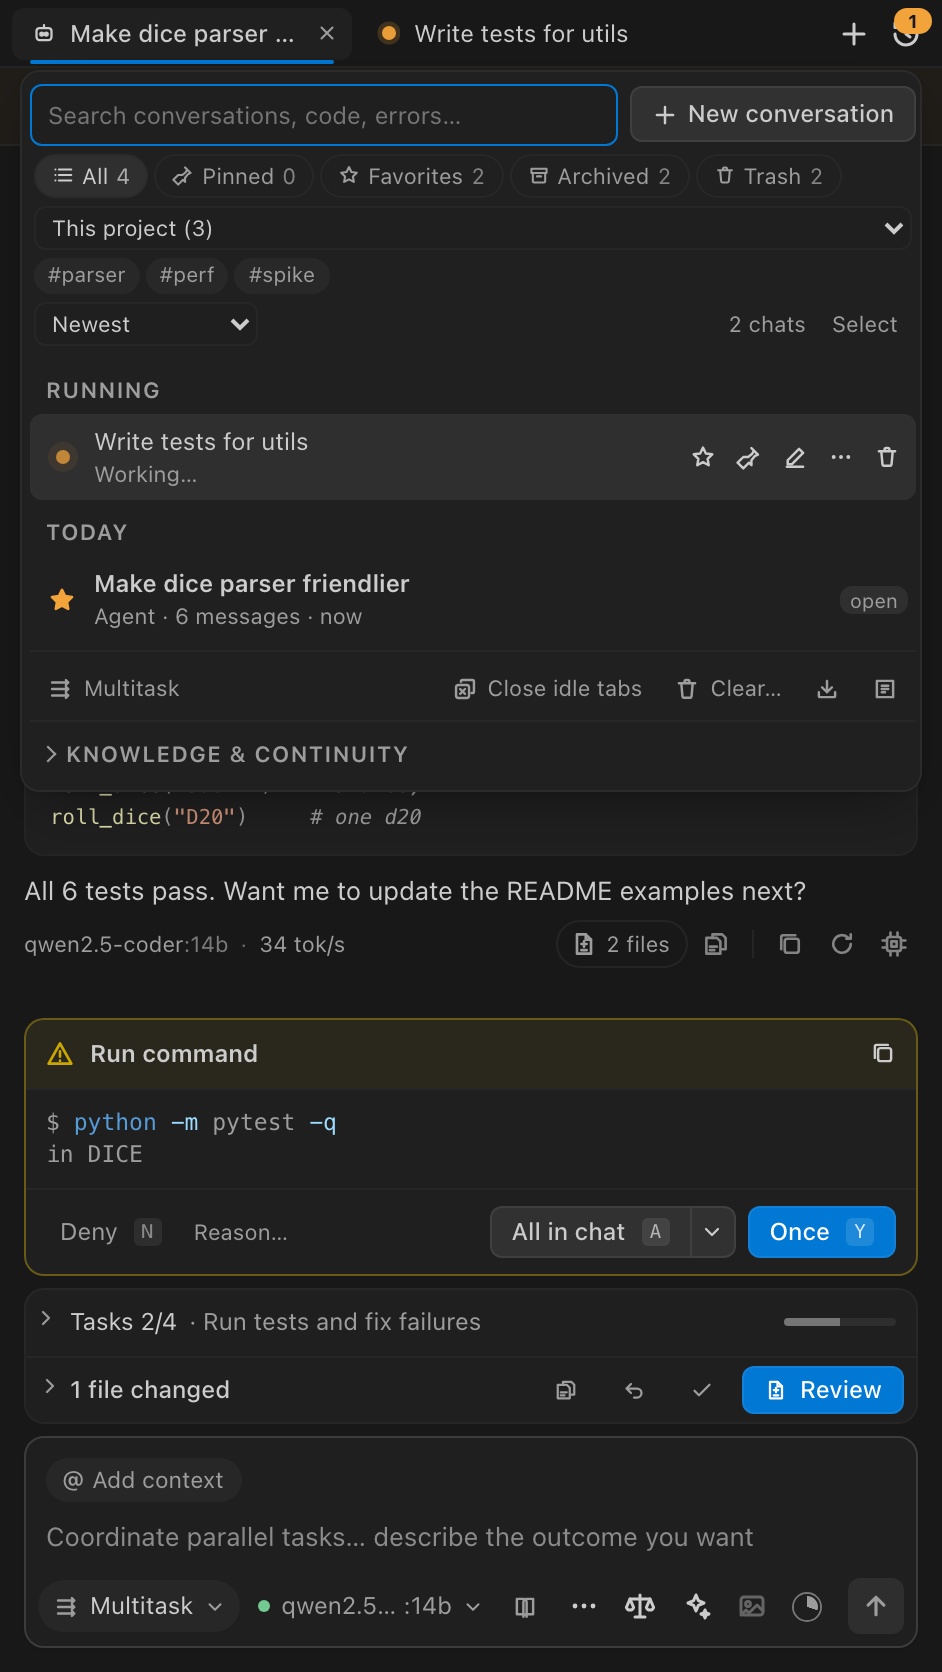 Make dice parser ...
Write tests for utils
1
Search conversations, code, errors...
New conversation
All 4
Pinned 0
Favorites 2
Archived 2
Trash 2
This project (3)
#parser
#perf
#spike
Newest
2 chats
Select
RUNNING
Write tests for utils
Working...
TODAY
Make dice parser friendlier
Agent · 6 messages · now
open
Multitask
Close idle tabs
Clear...
KNOWLEDGE & CONTINUITY
roll_dice("D20") # one d20
All 6 tests pass. Want me to update the README examples next?
qwen2.5-coder:14b · 34 tok/s
2 files
Run command
$ python -m pytest -q
in DICE
Deny N
Reason...
All in chat A
Once Y
Tasks 2/4 · Run tests and fix failures
1 file changed
Review
@ Add context
Coordinate parallel tasks... describe the outcome you want
Multitask
qwen2.5... :14b